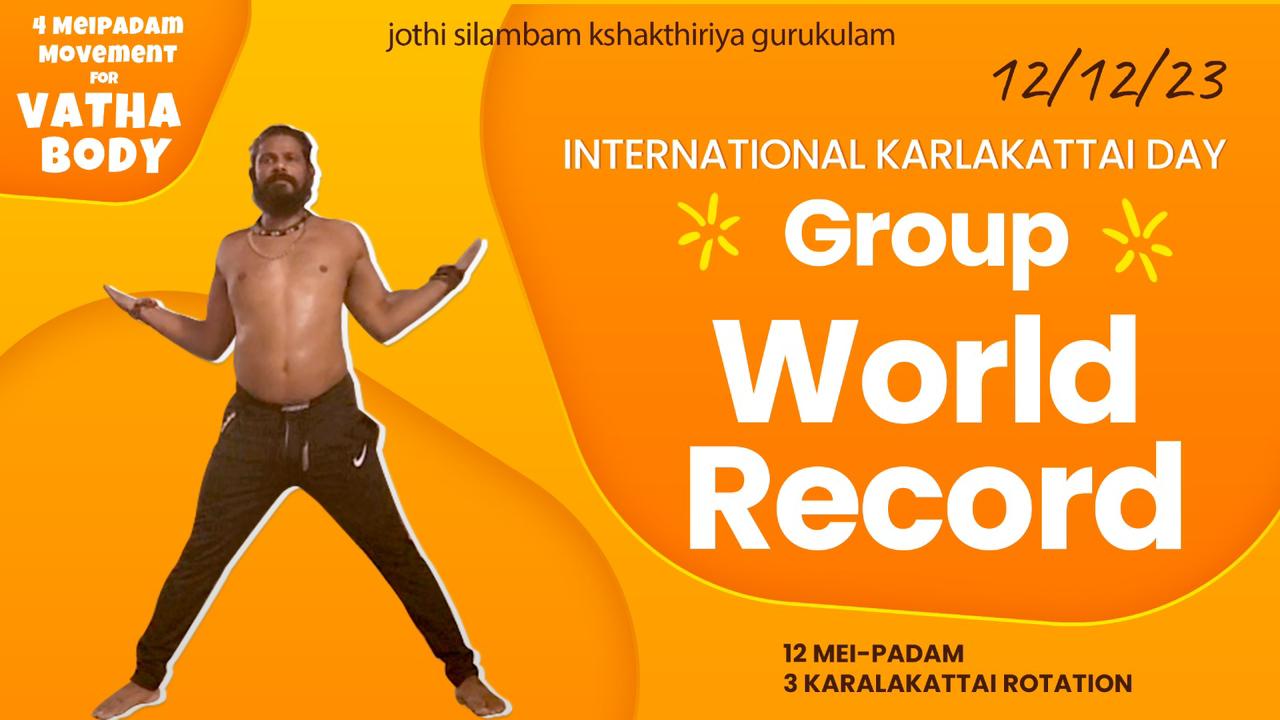 4 Meipadam
Movement
FOR
VATHA
BODY
jothi silambam kshakthiriya gurukulam
12/12/23
INTERNATIONAL KARLAKATTAI DAY
Group
World
Record
12 MEI-PADAM
3 KARALAKATTAI ROTATION